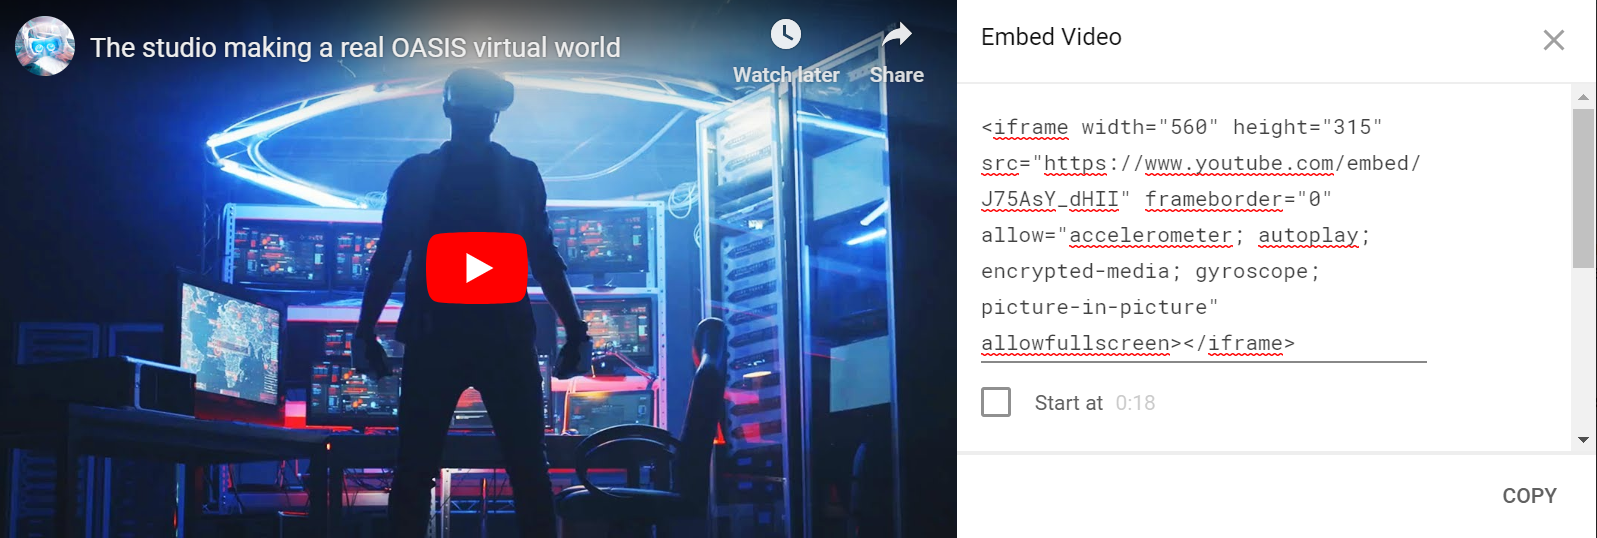 The studio making a real OASIS virtual world
Watch later
Share
Embed Video
<iframe width="560" height="315"
src="https://www.youtube.com/embed/
J75AsY_dHII" frameborder="0"
allow="accelerometer; autoplay;
encrypted-media; gyroscope;
picture-in-picture"
allowfullscreen></iframe>
Start at 0:18
COPY